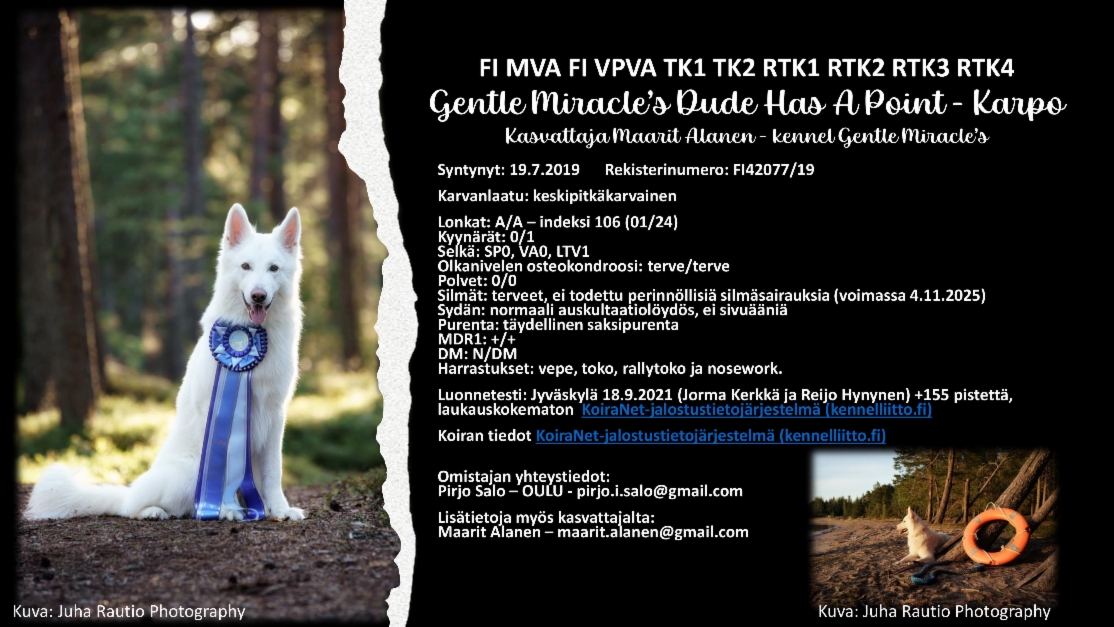 FI MVA FI VPVA TK1 TK2 RTK1 RTK2 RTK3 RTK4
Gentle Miracle's Dude Has A Point - Karpo
Kasvattaja Maarit Alanen - kennel Gentle Miracle's
Syntynyt: 19.7.2019 Rekisterinumero: FI42077/19
Karvanlaatu: keskipitkäkarvainen
Lonkat: A/A – indeksi 106 (01/24)
Kyynärät: 0/1
Selkä: SP0, VA0, LTV1
Olkanivelen osteokondroosi: terve/terve
Polvet: 0/0
Silmät: terveet, ei todettu perinnöllisiä silmäsairauksia (voimassa 4.11.2025)
Sydän: normaali auskultaatiolöydös, ei sivuääniä
Purenta: täydellinen saksipurenta
MDR1: +/+
DM: N/DM
Harrastukset: vepe, toko, rallytoko ja nosework.
Luonnetesti: Jyväskylä 18.9.2021 (Jorma Kerkkä ja Reijo Hynynen) +155 pistettä,
laukauskokematon KoiraNet-jalostustietojärjestelmä (kennelliitto.fi)
Koiran tiedot KoiraNet-jalostustietojärjestelmä (kennelliitto.fi)
Omistajan yhteystiedot:
Pirjo Salo – OULU - pirjo.i.salo@gmail.com
Lisätietoja myös kasvattajalta:
Maarit Alanen – maarit.alanen@gmail.com
Kuva: Juha Rautio Photography
Kuva: Juha Rautio Photography